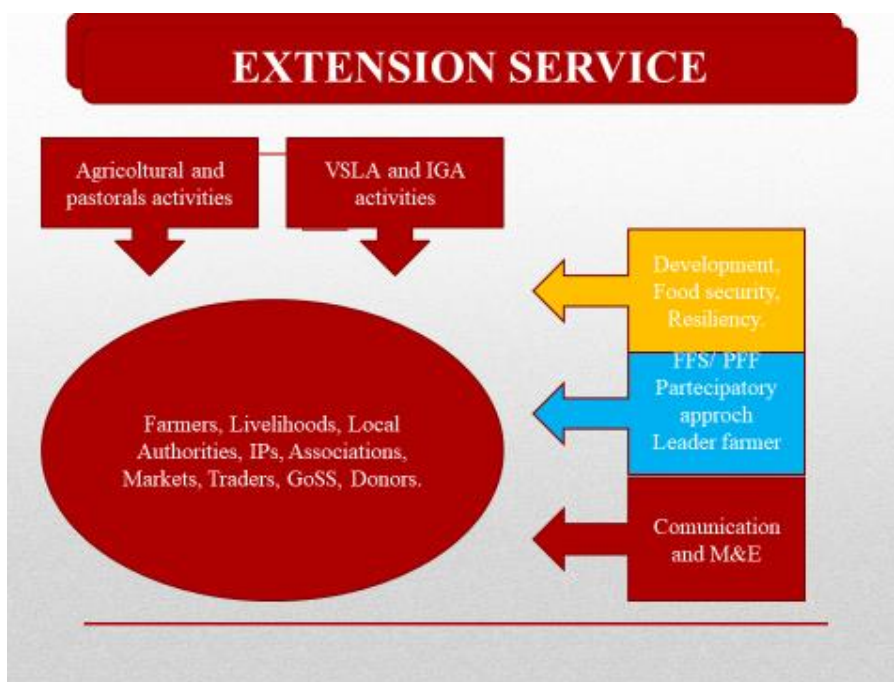 EXTENSION SERVICE
Agricoltural and
pastorals activities
VSLA and IGA
activities
Development,
Food security,
Resiliency.
FFS/ PFF
Partecipatory
approch
Leader farmer
Farmers, Livelihoods, Local
Authorities, IPs, Associations,
Markets, Traders, GoSS, Donors.
Comunication
and M&E